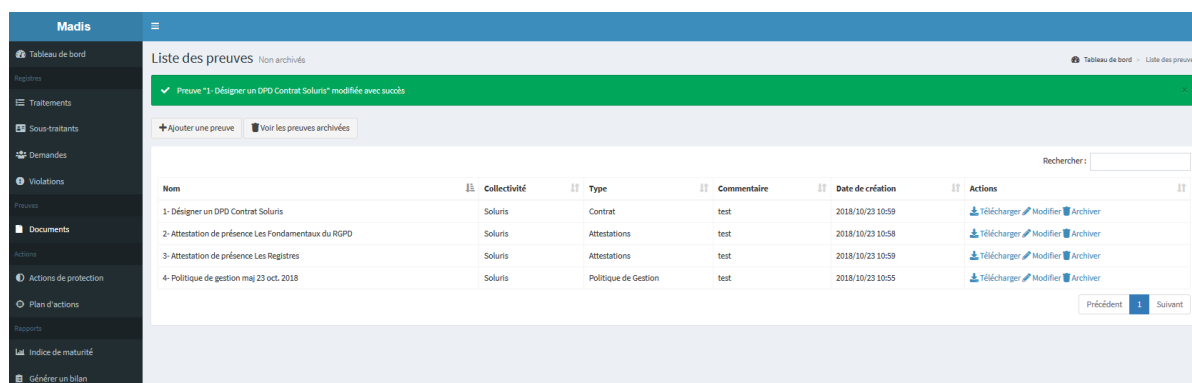 Madis
Tableau de bord
Registres
Traitements
Sous-traitants
Demandes
Violations
Preuves
Documents
Actions
Actions de protection
Plan d'actions
Rapports
Indice de maturité
Générer un bilan
Liste des preuves Non archivés
Tableau de bord > Liste des preuve
Preuve "1- Désigner un DPD Contrat Soluris" modifiée avec succès ×
Ajouter une preuve Voir les preuves archivées
Rechercher :
Nom Collectivité Type Commentaire Date de création Actions
1- Désigner un DPD Contrat Soluris Soluris Contrat test 2018/10/23 10:59 Télécharger Modifier Archiver
2- Attestation de présence Les Fondamentaux du RGPD Soluris Attestations test 2018/10/23 10:58 Télécharger Modifier Archiver
3- Attestation de présence Les Registres Soluris Attestations test 2018/10/23 10:59 Télécharger Modifier Archiver
4- Politique de gestion maj 23 oct. 2018 Soluris Politique de Gestion test 2018/10/23 10:55 Télécharger Modifier Archiver
Précédent 1 Suivant